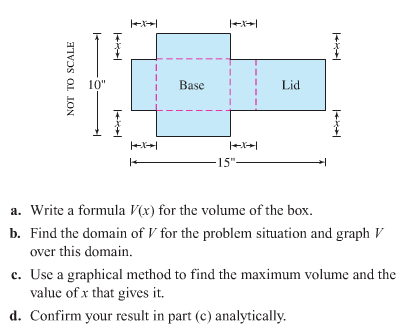 x x
x x
NOT TO SCALE
10" Base Lid
x x
x x
15"
a. Write a formula V(x) for the volume of the box.
b. Find the domain of V for the problem situation and graph V
over this domain.
c. Use a graphical method to find the maximum volume and the
value of x that gives it.
d. Confirm your result in part (c) analytically.